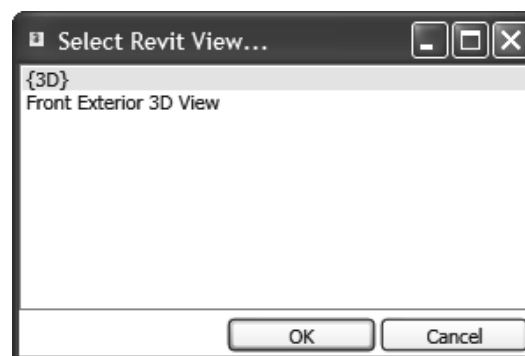 Select Revit View...
{3D}
Front Exterior 3D View
OK
Cancel